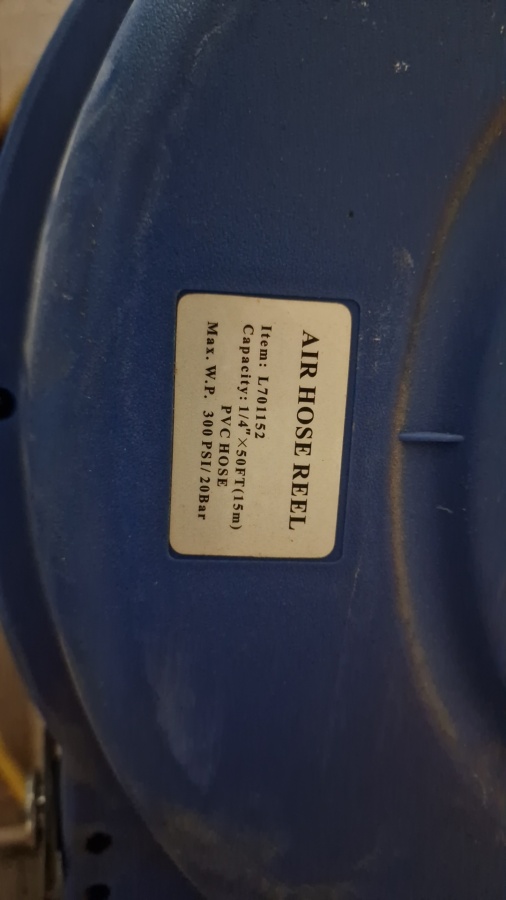 AIR HOSE REEL
Item: L701152
Capacity: 1/4"×50FT(15m)
PVC HOSE
Max. W.P. 300 PSI/20Bar